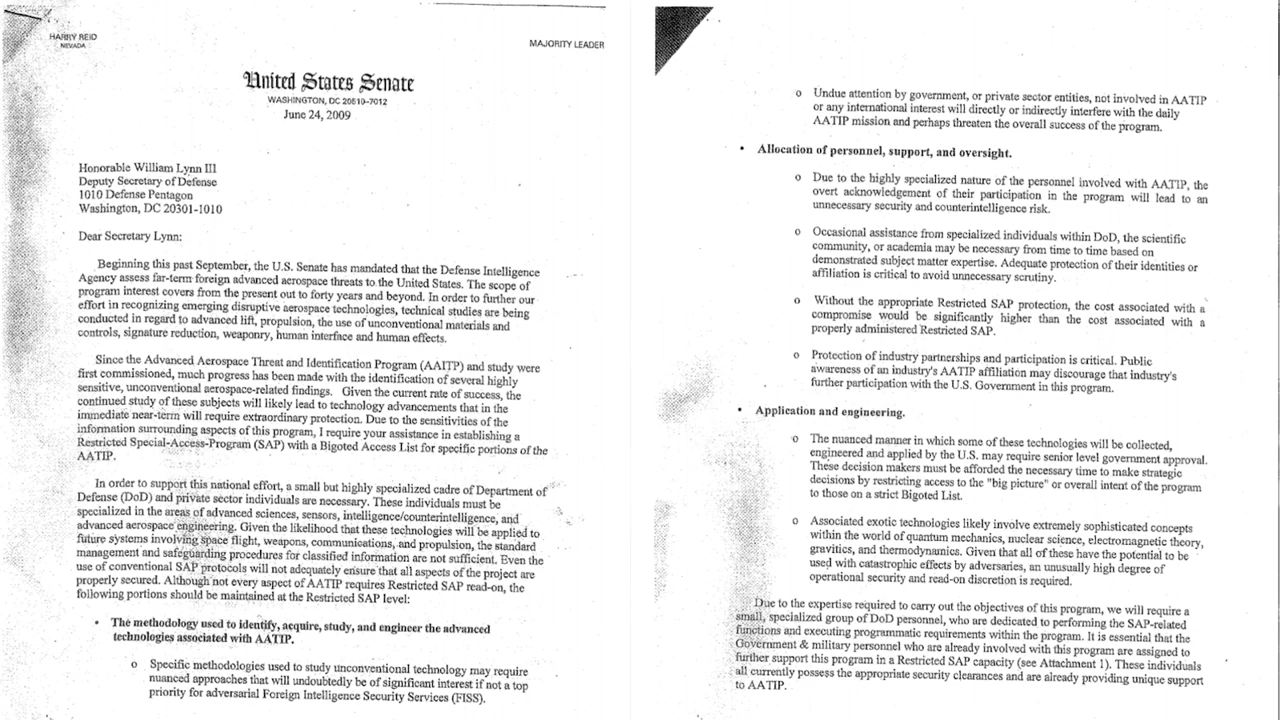 HARRY REID
NEVADA
MAJORITY LEADER
United States Senate
WASHINGTON, DC 20510-7012
June 24, 2009
Honorable William Lynn III
Deputy Secretary of Defense
1010 Defense Pentagon
Washington, DC 20301-1010
Dear Secretary Lynn:
Beginning this past September, the U.S. Senate has mandated that the Defense Intelligence
Agency assess far-term foreign advanced aerospace threats to the United States. The scope of
program interest covers from the present out to forty years and beyond. In order to further our
effort in recognizing emerging disruptive aerospace technologies, technical studies are being
conducted in regard to advanced lift, propulsion, the use of unconventional materials and
controls, signature reduction, weaponry, human interface and human effects.
Since the Advanced Aerospace Threat and Identification Program (AAITP) and study were
first commissioned, much progress has been made with the identification of several highly
sensitive, unconventional aerospace-related findings. Given the current rate of success, the
continued study of these subjects will likely lead to technology advancements that in the
immediate near-term will require extraordinary protection. Due to the sensitivities of the
information surrounding aspects of this program, I require your assistance in establishing a
Restricted Special-Access-Program (SAP) with a Bigoted Access List for specific portions of the
AATIP.
In order to support this national effort, a small but highly specialized cadre of Department of
Defense (DoD) and private sector individuals are necessary. These individuals must be
specialized in the areas of advanced sciences, sensors, intelligence/counterintelligence, and
advanced aerospace engineering. Given the likelihood that these technologies will be applied to
future systems involving space flight, weapons, communications, and propulsion, the standard
management and safeguarding procedures for classified information are not sufficient. Even the
use of conventional SAP protocols will not adequately ensure that all aspects of the project are
properly secured. Although not every aspect of AATIP requires Restricted SAP read-on, the
following portions should be maintained at the Restricted SAP level:
• The methodology used to identify, acquire, study, and engineer the advanced
technologies associated with AATIP.
o Specific methodologies used to study unconventional technology may require
nuanced approaches that will undoubtedly be of significant interest if not a top
priority for adversarial Foreign Intelligence Security Services (FISS).
o Undue attention by government, or private sector entities, not involved in AATIP
or any international interest will directly or indirectly interfere with the daily
AATIP mission and perhaps threaten the overall success of the program.
• Allocation of personnel, support, and oversight.
o Due to the highly specialized nature of the personnel involved with AATIP, the
overt acknowledgement of their participation in the program will lead to an
unnecessary security and counterintelligence risk.
o Occasional assistance from specialized individuals within DoD, the scientific
community, or academia may be necessary from time to time based on
demonstrated subject matter expertise. Adequate protection of their identities or
affiliation is critical to avoid unnecessary scrutiny.
o Without the appropriate Restricted SAP protection, the cost associated with a
compromise would be significantly higher than the cost associated with a
properly administered Restricted SAP.
o Protection of industry partnerships and participation is critical. Public
awareness of an industry's AATIP affiliation may discourage that industry's
further participation with the U.S. Government in this program.
• Application and engineering.
o The nuanced manner in which some of these technologies will be collected,
engineered and applied by the U.S. may require senior level government approval.
These decision makers must be afforded the necessary time to make strategic
decisions by restricting access to the "big picture" or overall intent of the program
to those on a strict Bigoted List.
o Associated exotic technologies likely involve extremely sophisticated concepts
within the world of quantum mechanics, nuclear science, electromagnetic theory,
gravitics, and thermodynamics. Given that all of these have the potential to be
used with catastrophic effects by adversaries, an unusually high degree of
operational security and read-on discretion is required.
Due to the expertise required to carry out the objectives of this program, we will require a
small, specialized group of DoD personnel, who are dedicated to performing the SAP-related
functions and executing programmatic requirements within the program. It is essential that the
Government & military personnel who are already involved with this program are assigned to
further support this program in a Restricted SAP capacity (see Attachment 1). These individuals
all currently possess the appropriate security clearances and are already providing unique support
to AATIP.